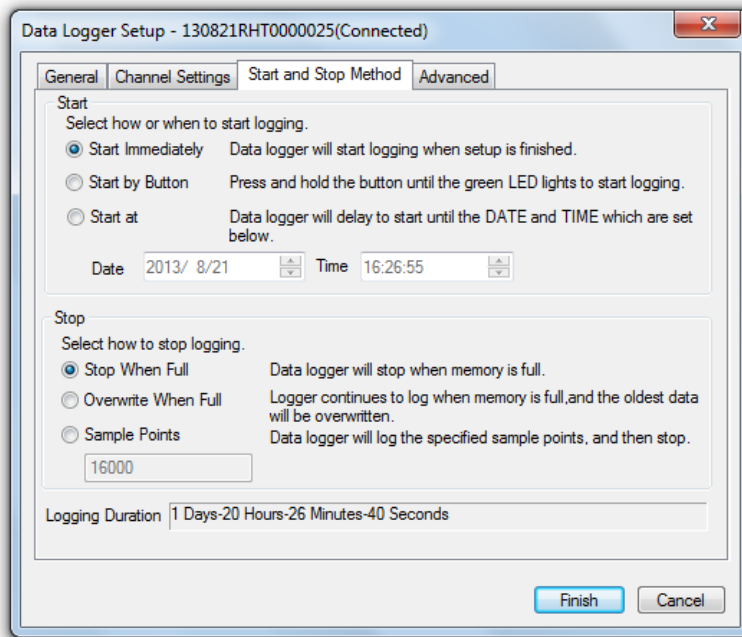 Data Logger Setup - 130821RHT0000025(Connected)
General Channel Settings Start and Stop Method Advanced
Start
Select how or when to start logging.
Start Immediately Data logger will start logging when setup is finished.
Start by Button Press and hold the button until the green LED lights to start logging.
Start at Data logger will delay to start until the DATE and TIME which are set
below.
Date 2013/ 8/21 Time 16:26:55
Stop
Select how to stop logging.
Stop When Full Data logger will stop when memory is full.
Overwrite When Full Logger continues to log when memory is full,and the oldest data
will be overwritten.
Sample Points Data logger will log the specified sample points, and then stop.
16000
Logging Duration 1 Days-20 Hours-26 Minutes-40 Seconds
Finish Cancel